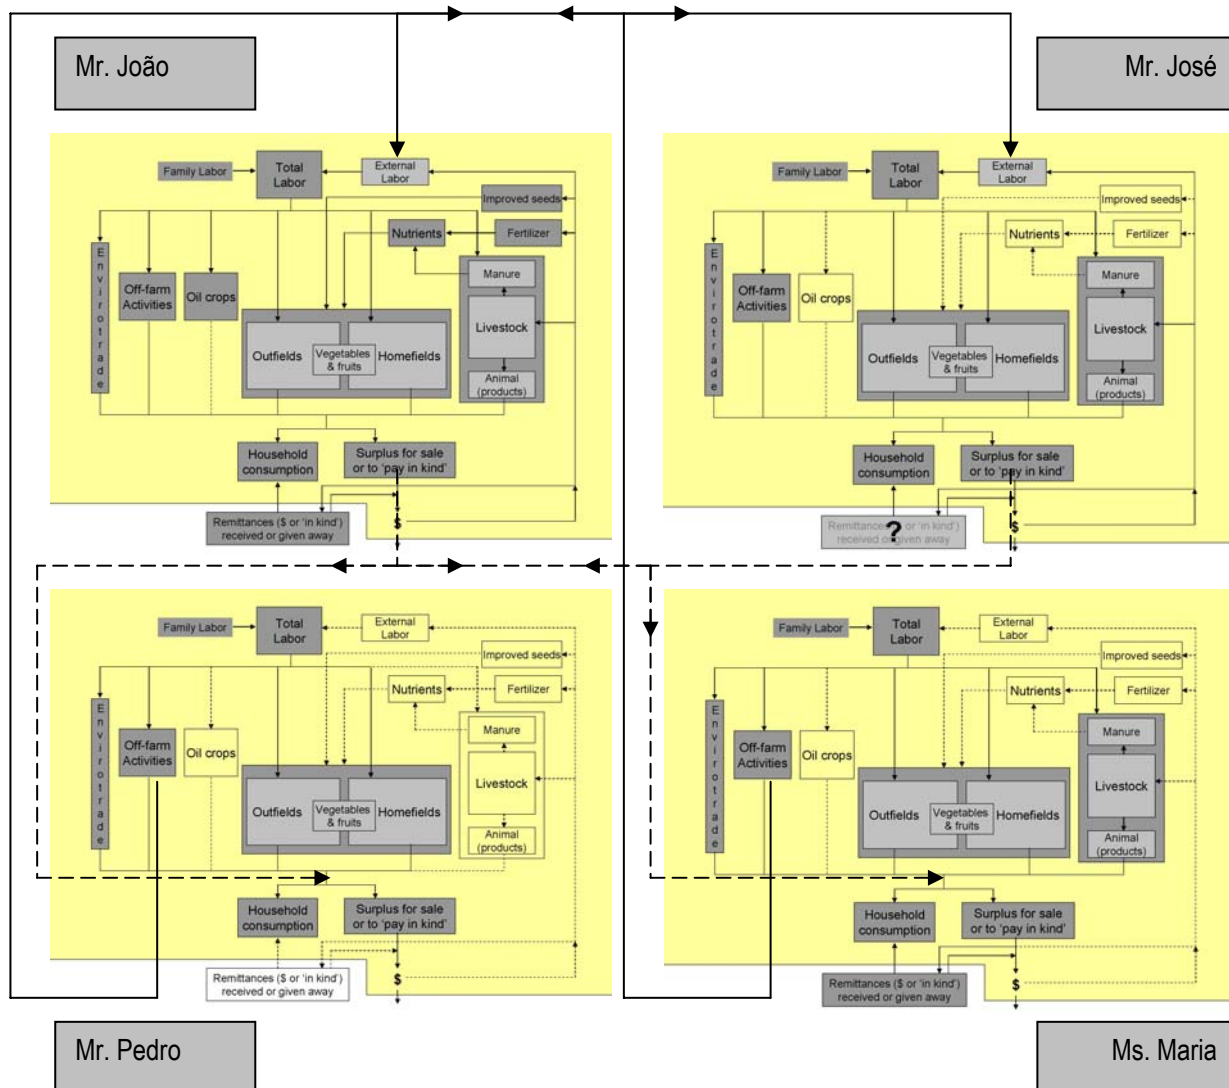 Mr. João
Mr. José
Family Labor
Total
Labor
External
Labor
Improved seeds
Nutrients
Fertilizer
Envirotrade
Off-farm
Activities
Oil crops
Manure
Livestock
Animal
(products)
Outfields
Vegetables
& fruits
Homefields
Household
consumption
Surplus for sale
or to ‘pay in kind’
Remittances ($ or ‘in kind’)
received or given away
$
Family Labor
Total
Labor
External
Labor
Improved seeds
Nutrients
Fertilizer
Envirotrade
Off-farm
Activities
Oil crops
Manure
Livestock
Animal
(products)
Outfields
Vegetables
& fruits
Homefields
Household
consumption
Surplus for sale
or to ‘pay in kind’
Remittances ($ or ‘in kind’)
received or given away
?
$
Family Labor
Total
Labor
External
Labor
Improved seeds
Nutrients
Fertilizer
Envirotrade
Off-farm
Activities
Oil crops
Manure
Livestock
Animal
(products)
Outfields
Vegetables
& fruits
Homefields
Household
consumption
Surplus for sale
or to ‘pay in kind’
Remittances ($ or ‘in kind’)
received or given away
$
Family Labor
Total
Labor
External
Labor
Improved seeds
Nutrients
Fertilizer
Envirotrade
Off-farm
Activities
Oil crops
Manure
Livestock
Animal
(products)
Outfields
Vegetables
& fruits
Homefields
Household
consumption
Surplus for sale
or to ‘pay in kind’
Remittances ($ or ‘in kind’)
received or given away
$
Mr. Pedro
Ms. Maria